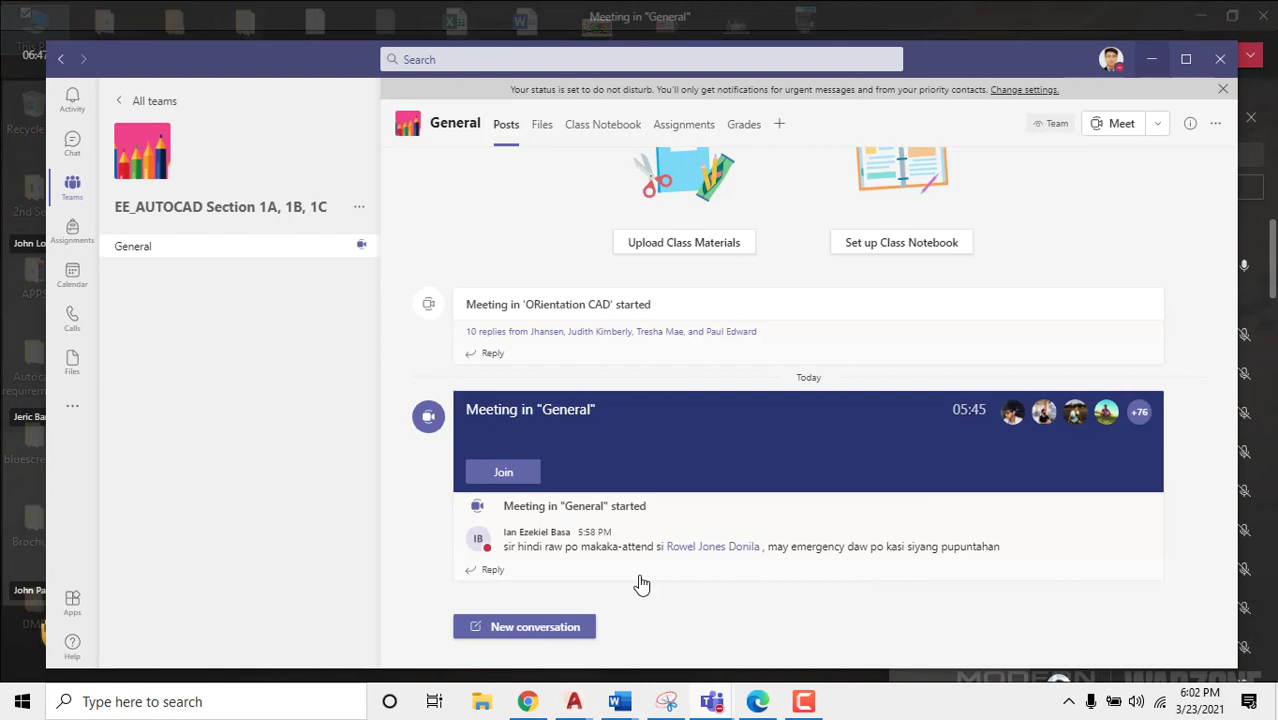 Meeting in "General"
Search
Your status is set to do not disturb. You'll only get notifications for urgent messages and from your priority contacts. Change settings.
Activity
Chat
Teams
Assignments
Calendar
Calls
Files
Apps
Help
All teams
EE_AUTOCAD Section 1A, 1B, 1C
General
General
Posts
Files
Class Notebook
Assignments
Grades
Team
Meet
Upload Class Materials
Set up Class Notebook
Meeting in 'ORientation CAD' started
10 replies from Jhansen, Judith Kimberly, Tresha Mae, and Paul Edward
Reply
Today
Meeting in "General"
05:45
+76
Join
Meeting in "General" started
IB
Ian Ezekiel Basa 5:58 PM
sir hindi raw po makaka-attend si Rowel Jones Donila , may emergency daw po kasi siyang pupuntahan
Reply
New conversation
Type here to search
6:02 PM
3/23/2021